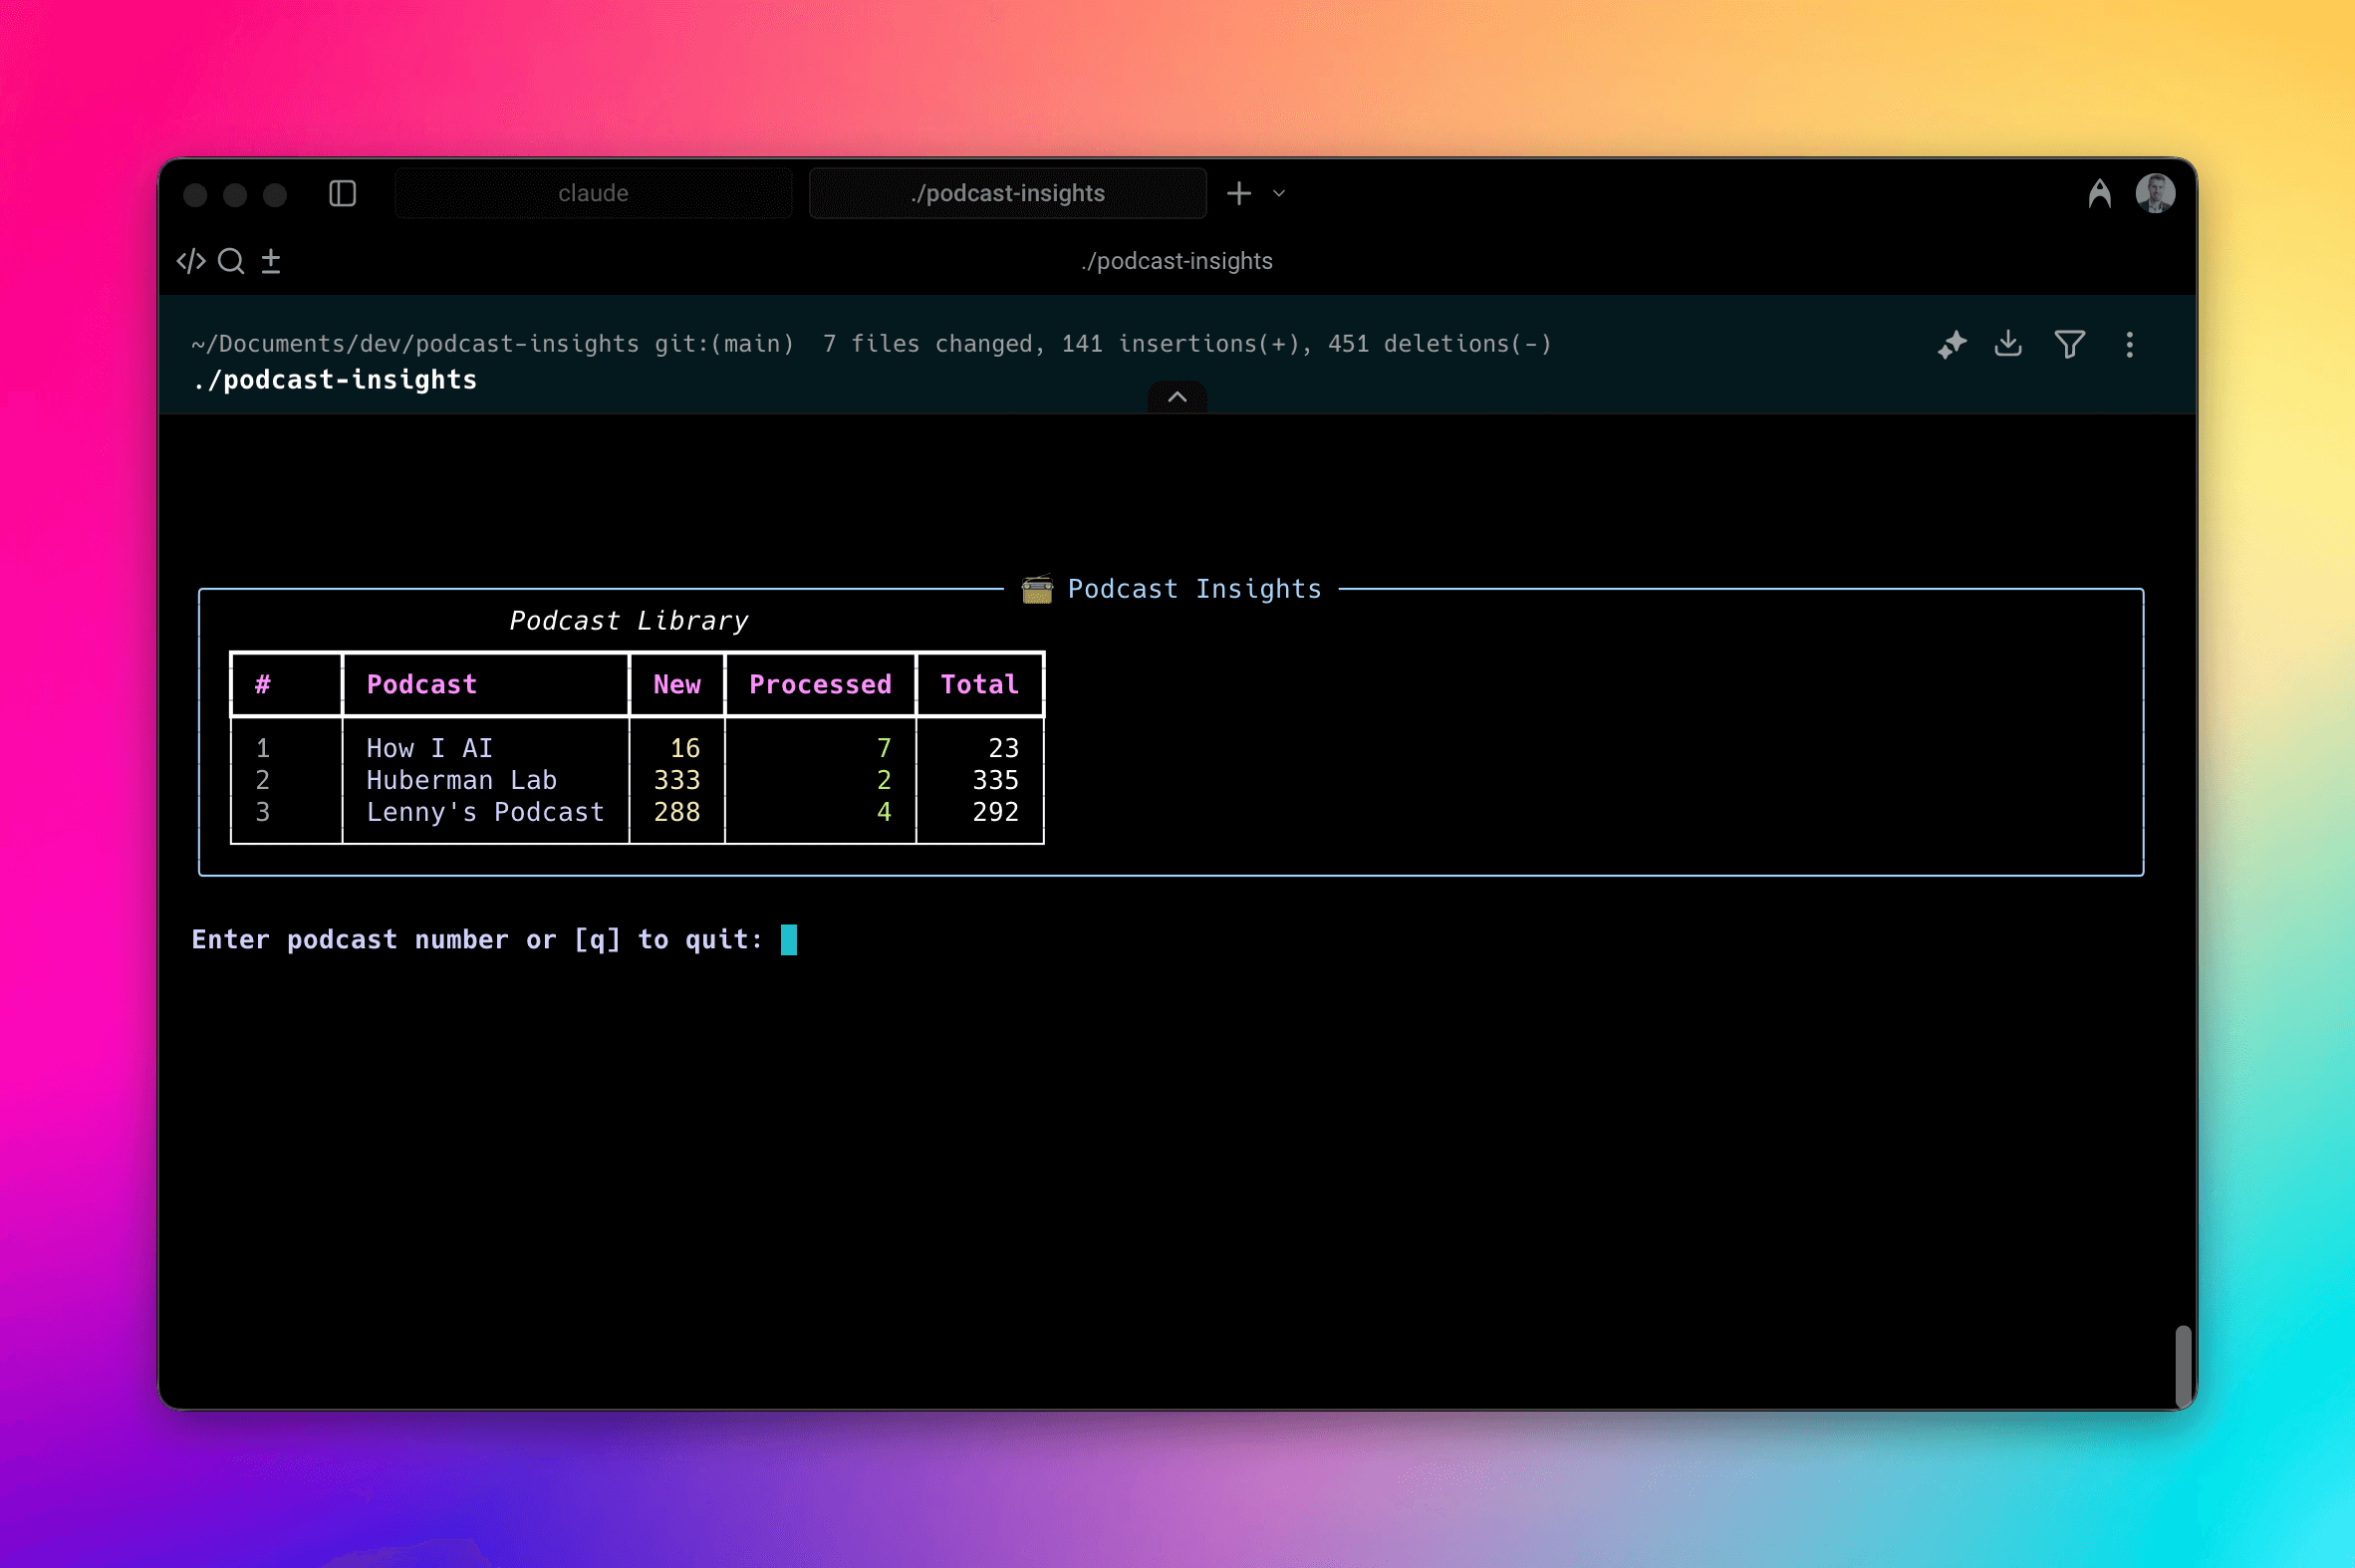 claude
./podcast-insights
./podcast-insights
~/Documents/dev/podcast-insights git:(main)  7 files changed, 141 insertions(+), 451 deletions(-)
./podcast-insights
Podcast Insights
Podcast Library
# Podcast New Processed Total
1 How I AI 16 7 23
2 Huberman Lab 333 2 335
3 Lenny's Podcast 288 4 292
Enter podcast number or [q] to quit: